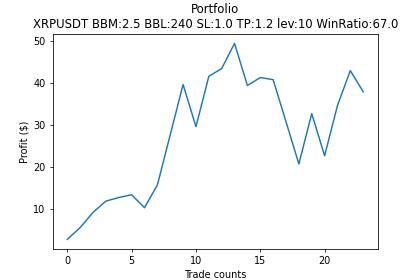 Portfolio
XRPUSDT BBM:2.5 BBL:240 SL:1.0 TP:1.2 lev:10 WinRatio:67.0
50
40
30
20
10
Profit ($)
0 5 10 15 20
Trade counts